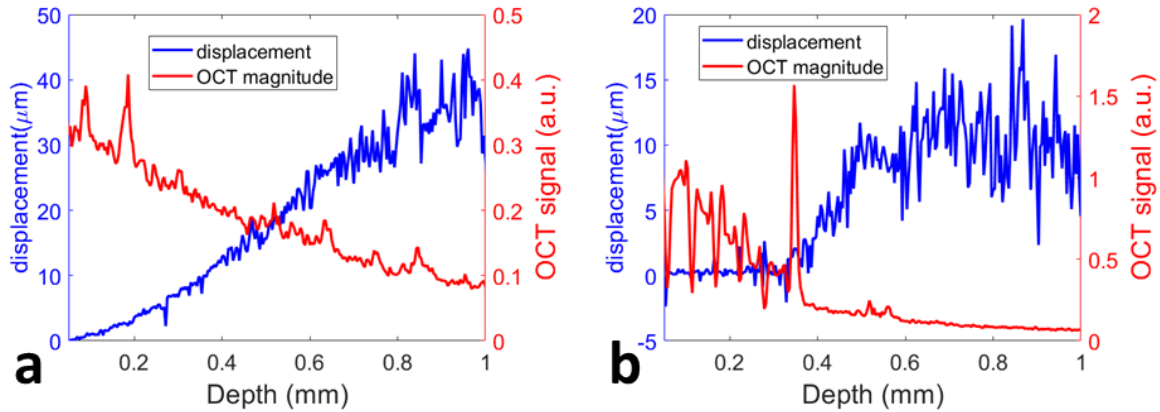 50
40
30
20
10
0
displacement(μm)
displacement
OCT magnitude
0.5
0.4
0.3
0.2
0.1
0
OCT signal (a.u.)
0.2 0.4 0.6 0.8 1
Depth (mm)
a
20
15
10
5
0
-5
displacement(μm)
displacement
OCT magnitude
2
1.5
1
0.5
0
OCT signal (a.u.)
0.2 0.4 0.6 0.8 1
Depth (mm)
b